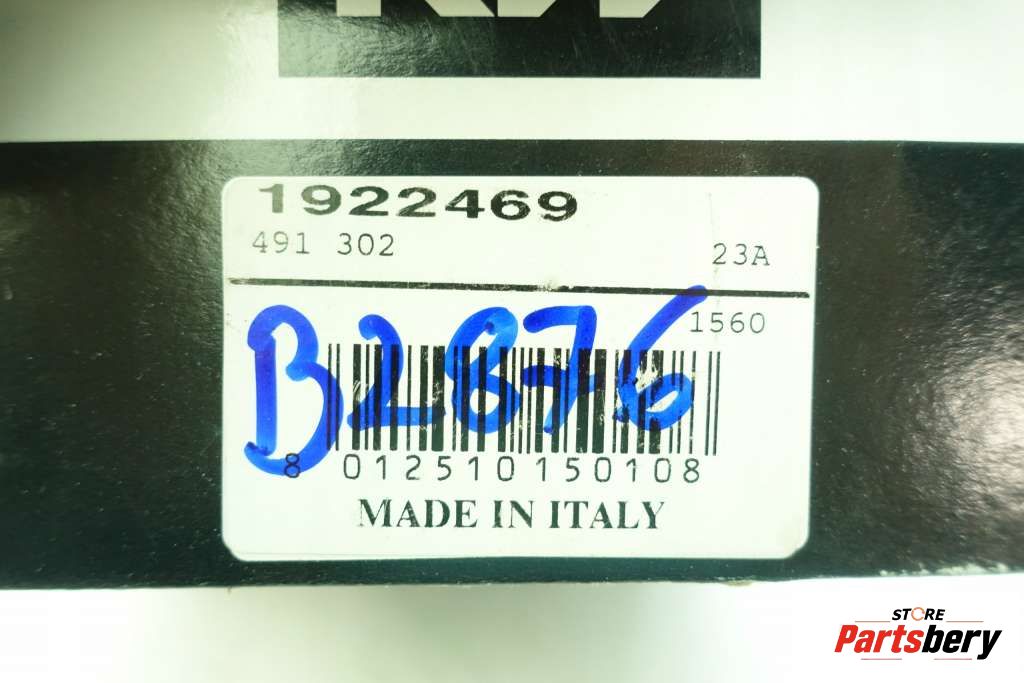 1922469
491 302
23A
1560
B2876
8 012510 150108
MADE IN ITALY
STORE
Partsbery